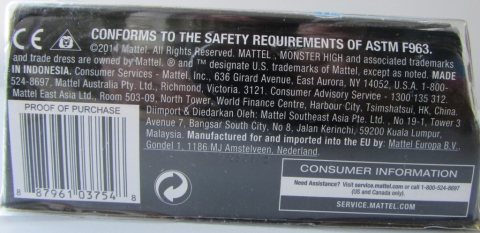 CE CONFORMS TO THE SAFETY REQUIREMENTS OF ASTM F963.
©2014 Mattel. All Rights Reserved. MATTEL, MONSTER HIGH and associated trademarks
and trade dress are owned by Mattel. ® and ™ designate U.S. trademarks of Mattel, except as noted. MADE
IN INDONESIA. Consumer Services - Mattel, Inc., 636 Girard Avenue, East Aurora, NY 14052, U.S.A. 1-800-
524-8697. Mattel Australia Pty. Ltd., Richmond, Victoria. 3121. Consumer Advisory Service - 1300 135 312.
Mattel East Asia Ltd., Room 503-09, North Tower, World Finance Centre, Harbour City, Tsimshatsui, HK, China.
Diimport & Diedarkan Oleh: Mattel Southeast Asia Pte. Ltd., No 19-1, Tower 3
Avenue 7, Bangsar South City, No 8, Jalan Kerinchi, 59200 Kuala Lumpur,
Malaysia. Manufactured for and imported into the EU by: Mattel Europa B.V.,
Gondel 1, 1186 MJ Amstelveen, Nederland.
PROOF OF PURCHASE
8 87961 03754 8
CONSUMER INFORMATION
Need Assistance? Visit service.mattel.com or call 1-800-524-8697
(US and Canada only).
SERVICE.MATTEL.COM